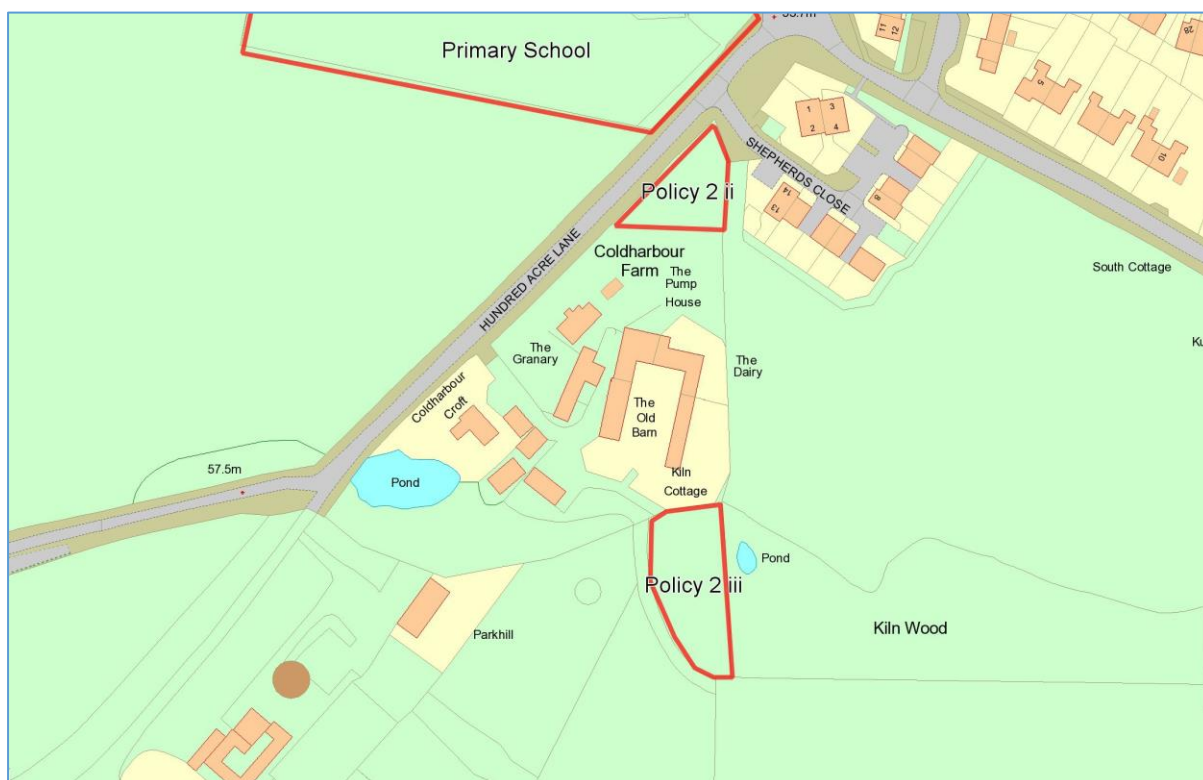 Primary School
11
12
28
5
10
1
3
2
4
SHEPHERDS CLOSE
Policy 2 ii
14
13
8
HUNDRED ACRE LANE
Coldharbour
Farm
The
Pump
House
South Cottage
The
Granary
The
Dairy
Coldharbour
Croft
The
Old
Barn
57.5m
Pond
Kiln
Cottage
Pond
Policy 2 iii
Kiln Wood
Parkhill